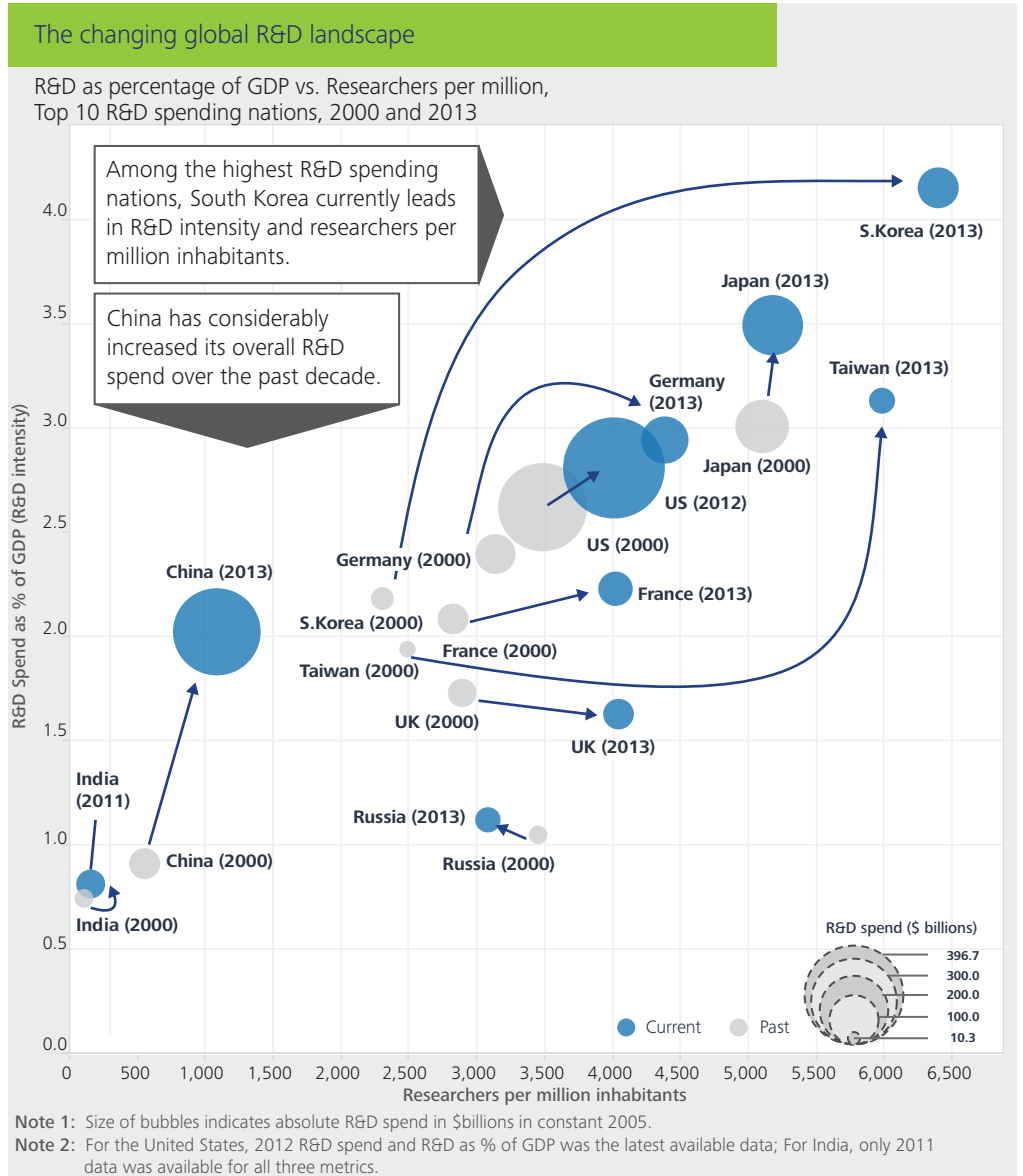 The changing global R&D landscape
R&D as percentage of GDP vs. Researchers per million,
Top 10 R&D spending nations, 2000 and 2013
Among the highest R&D spending
nations, South Korea currently leads
in R&D intensity and researchers per
million inhabitants.
China has considerably
increased its overall R&D
spend over the past decade.
R&D Spend as % of GDP (R&D intensity)
4.0
3.5
3.0
2.5
2.0
1.5
1.0
0.5
0.0
S.Korea (2013)
Japan (2013)
Taiwan (2013)
Germany
(2013)
Japan (2000)
US (2012)
US (2000)
Germany (2000)
China (2013)
France (2013)
S.Korea (2000)
France (2000)
Taiwan (2000)
UK (2000)
UK (2013)
India
(2011)
Russia (2013)
China (2000)
Russia (2000)
India (2000)
R&D spend ($ billions)
396.7
300.0
200.0
100.0
10.3
Current
Past
0
500
1,000
1,500
2,000
2,500
3,000
3,500
4,000
4,500
5,000
5,500
6,000
6,500
Researchers per million inhabitants
Note 1: Size of bubbles indicates absolute R&D spend in $billions in constant 2005.
Note 2: For the United States, 2012 R&D spend and R&D as % of GDP was the latest available data; For India, only 2011
data was available for all three metrics.